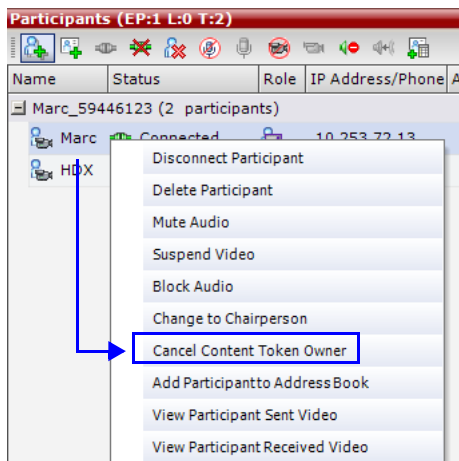 Participants (EP:1 L:0 T:2)
Name Status Role IP Address/Phone A
Marc_59446123 (2 participants)
Marc Connected 10.253.72.13
HDX
Disconnect Participant
Delete Participant
Mute Audio
Suspend Video
Block Audio
Change to Chairperson
Cancel Content Token Owner
Add Participantto Address Book
View Participant Sent Video
View Participant Received Video